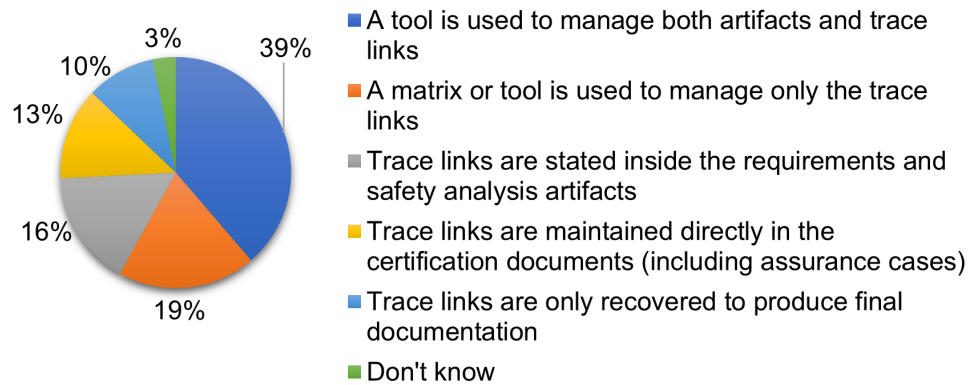 3%
39%
10%
13%
16%
19%
A tool is used to manage both artifacts and trace
links
A matrix or tool is used to manage only the trace
links
Trace links are stated inside the requirements and
safety analysis artifacts
Trace links are maintained directly in the
certification documents (including assurance cases)
Trace links are only recovered to produce final
documentation
Don't know